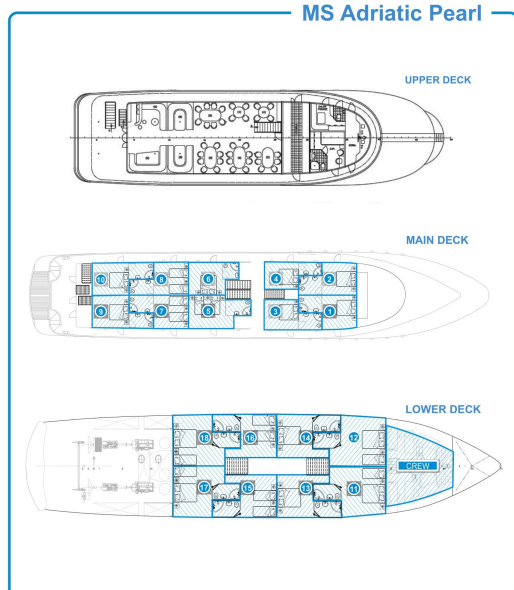 MS Adriatic Pearl
UPPER DECK
MAIN DECK
10 8 6 4 2
9 7 5 3 1
LOWER DECK
18 16 14 12
CREW
17 15 13 11